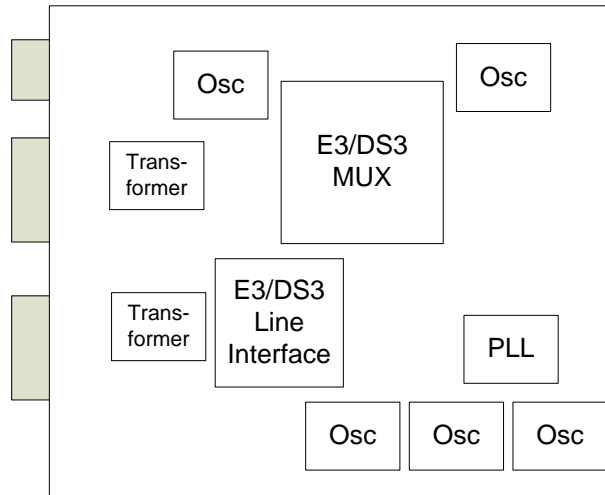 Osc
Osc
E3/DS3
MUX
Trans-
former
E3/DS3
Line
Interface
Trans-
former
PLL
Osc
Osc
Osc